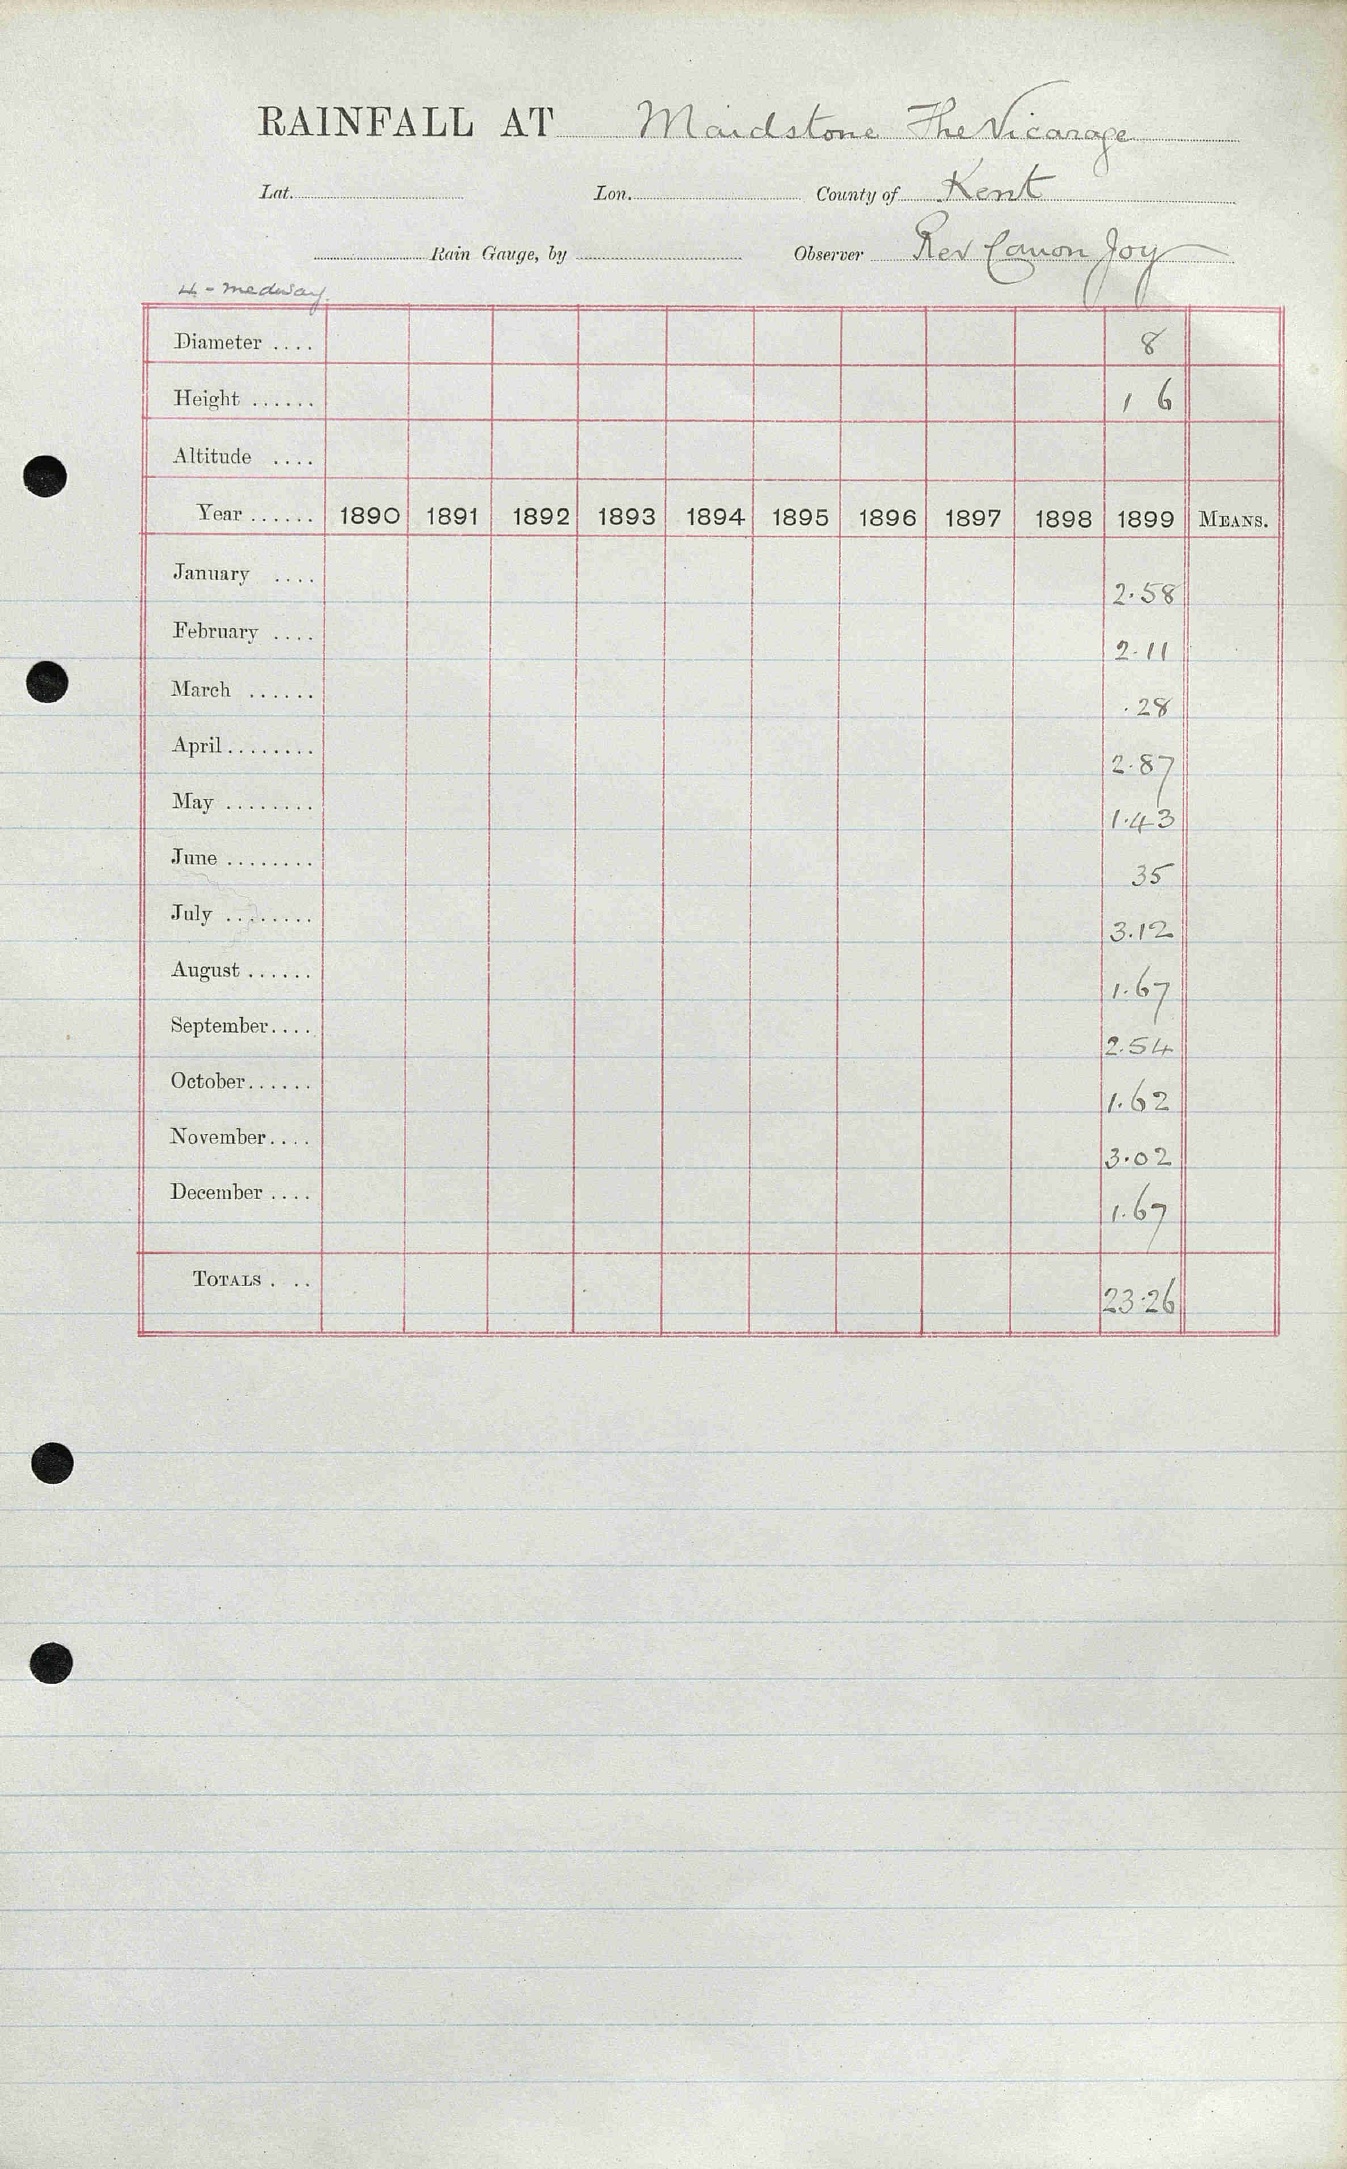 RAINFALL AT Maidstone The Vicarage
Lat. Lon. County of Kent
Rain Gauge, by Observer Rev Canon Joy
4 - medway
Diameter .... 8
Height ...... 1 6
Altitude ....
Year ...... 1890 1891 1892 1893 1894 1895 1896 1897 1898 1899 MEANS.
January .... 2.58
February .... 2.11
March ...... .28
April ........ 2.87
May ........ 1.43
June ........ 35
July ........ 3.12
August ...... 1.67
September.... 2.54
October...... 1.62
November.... 3.02
December .... 1.67
TOTALS . .. 23.26